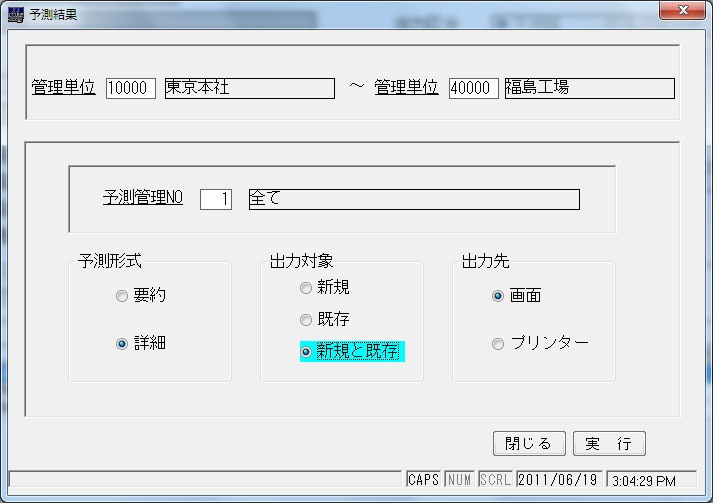 予測結果
管理単位 10000 東京本社 ～ 管理単位 40000 福島工場
予測管理NO 1 全て
予測形式 出力対象 出力先
要約 新規 画面
既存
詳細 新規と既存 プリンター
閉じる 実 行
CAPS NUM SCRL 2011/06/19 3:04:29 PM